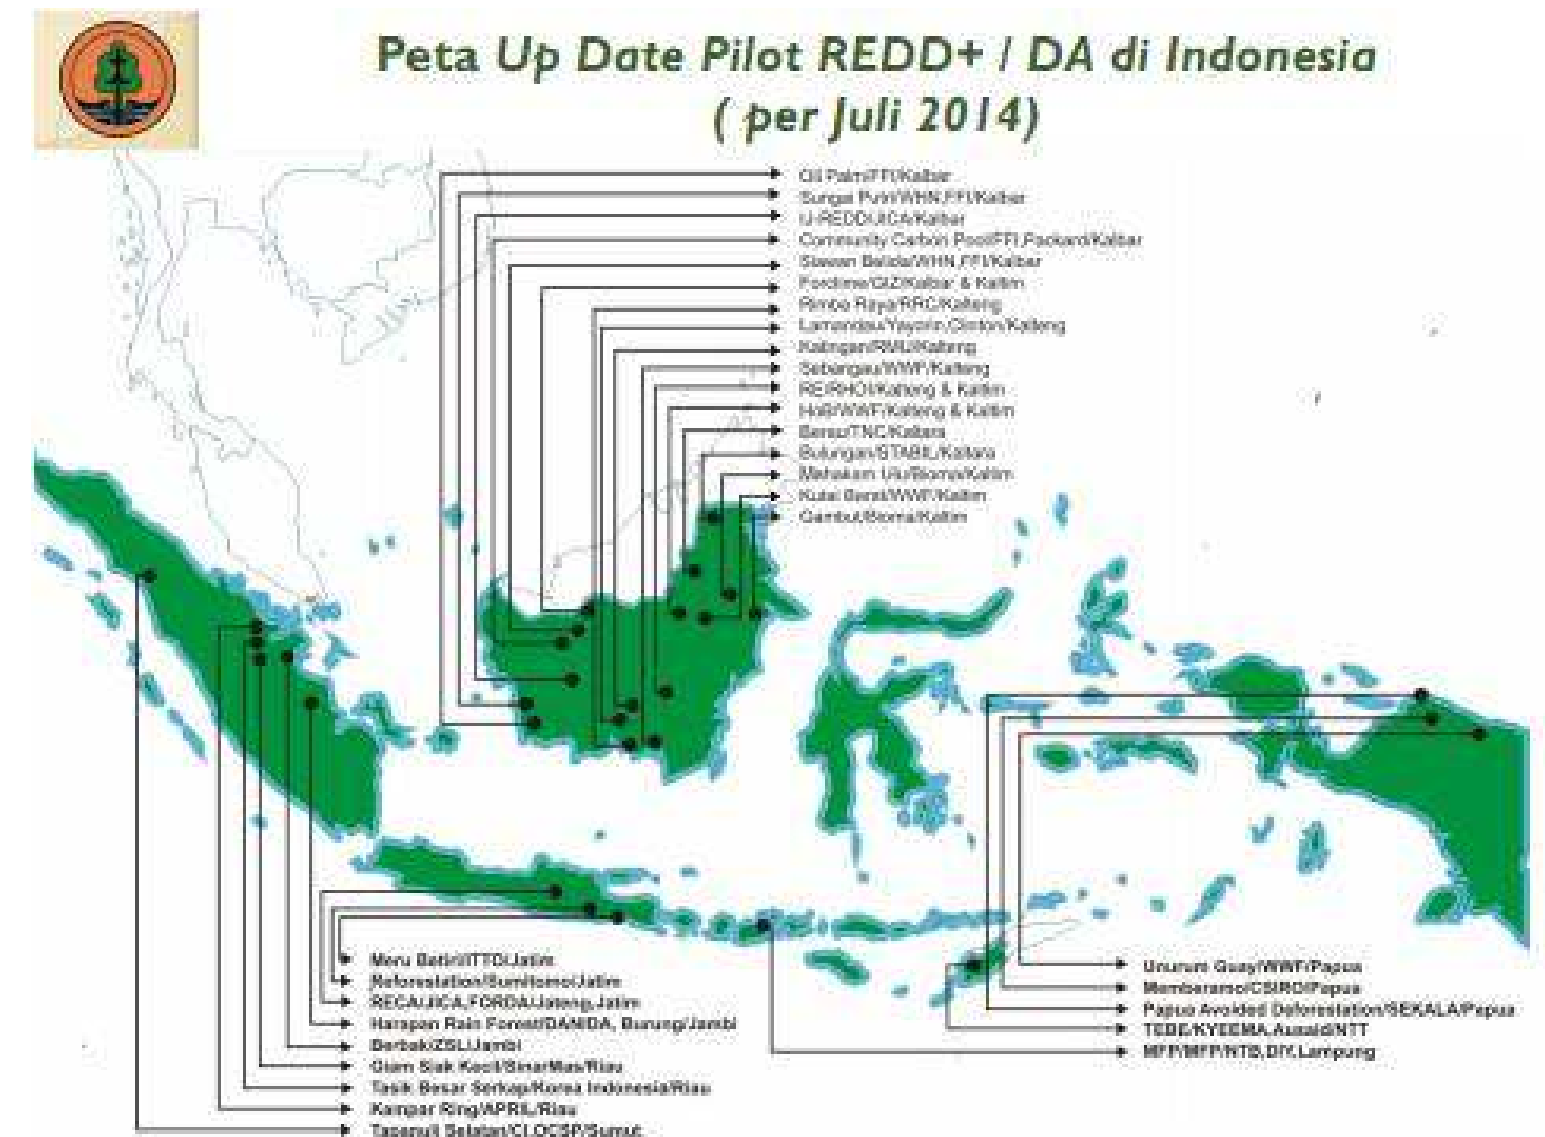 Peta Up Date Pilot REDD+ / DA di Indonesia
( per Juli 2014)
Oil Palm/FFI/Kalbar
Sungai Putri/WHN,FFI/Kalbar
IJ-REDD/JICA/Kalbar
Community Carbon Pool/FFI,Packard/Kalbar
Siawan Belida/WHN,FFI/Kalbar
Forclime/GIZ/Kalbar & Kaltim
Rimba Raya/RRC/Kalteng
Lamandau/Yayorin,Clinton/Kalteng
Katingan/RMU/Kalteng
Sebangau/WWF/Kalteng
RE/RHOI/Kalteng & Kaltim
HoB/WWF/Kalteng & Kaltim
Berau/TNC/Kaltara
Bulungan/STABIL/Kaltara
Mahakam Ulu/Bioma/Kaltim
Kutai Barat/WWF/Kaltim
Gambut/Bioma/Kaltim
Meru Betiri/ITTO/Jatim
Reforestation/Sumitomo/Jatim
RECA/JICA,FORDA/Jateng,Jatim
Harapan Rain Forest/DANIDA, Burung/Jambi
Berbak/ZSL/Jambi
Giam Siak Kecil/SinarMas/Riau
Tasik Besar Serkap/Korea Indonesia/Riau
Kampar Ring/APRIL/Riau
Tapanuli Selatan/CI,OCSP/Sumut
Unurum Guay/WWF/Papua
Memberamo/CSIRO/Papua
Papua Avoided Deforestation/SEKALA/Papua
TEBE/KYEEMA,Ausaid/NTT
MFP/MFP/NTB,DIY,Lampung